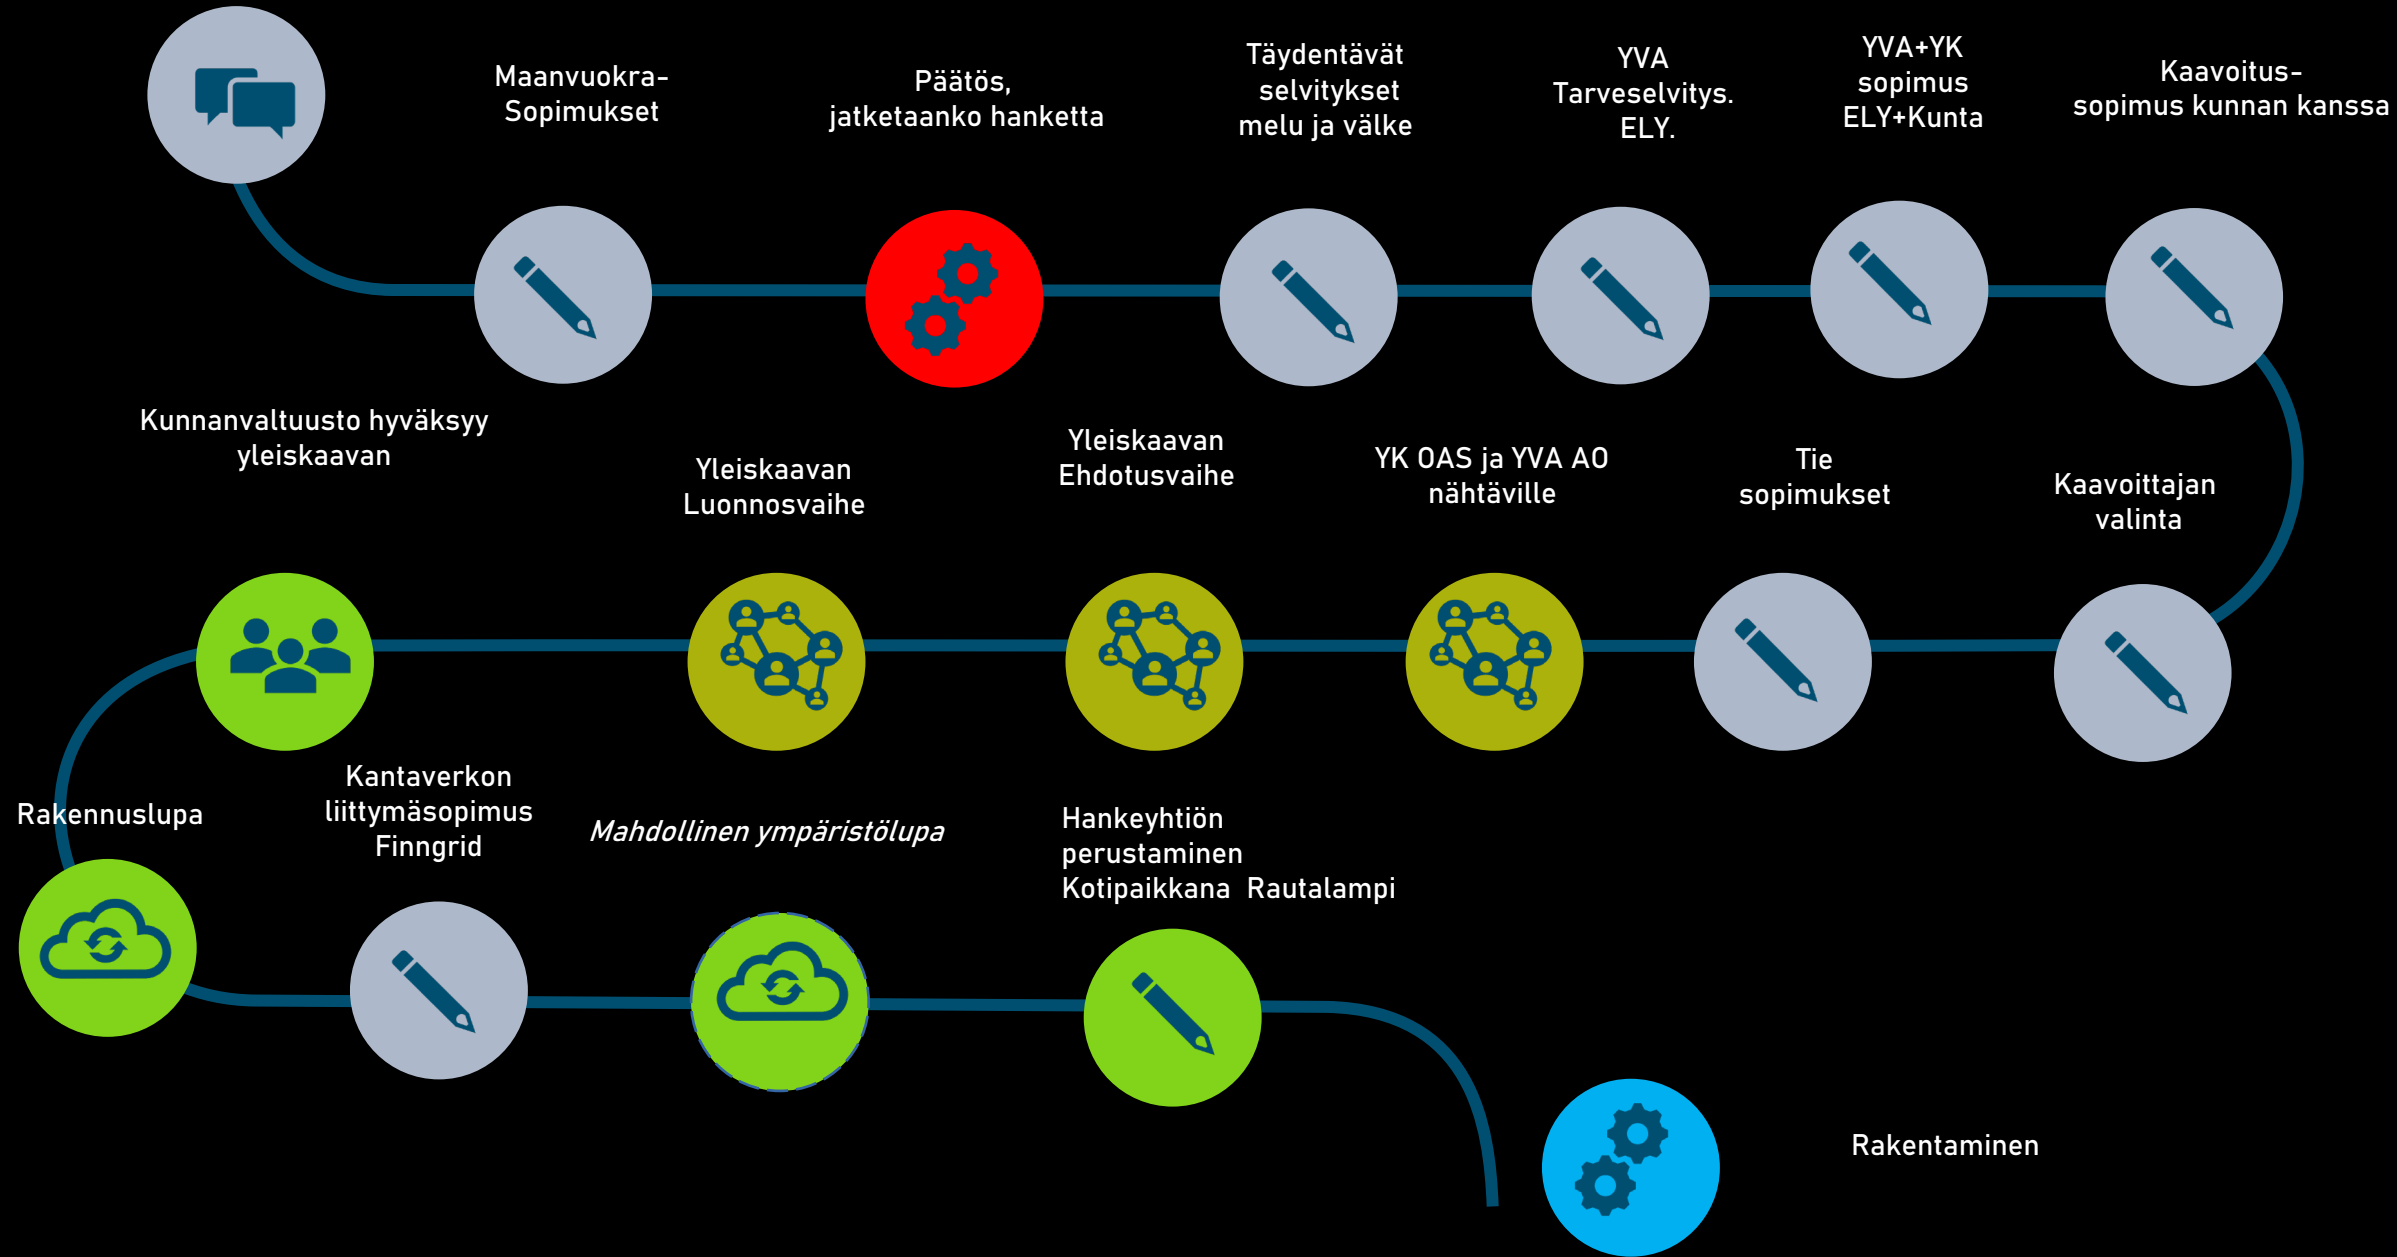 Maanvuokra-
Sopimukset
Päätös,
jatketaanko hanketta
Täydentävät
selvitykset
melu ja välke
YVA
Tarveselvitys.
ELY.
YVA+YK
sopimus
ELY+Kunta
Kaavoitus-
sopimus kunnan kanssa
Kunnanvaltuusto hyväksyy
yleiskaavan
Yleiskaavan
Luonnosvaihe
Yleiskaavan
Ehdotusvaihe
YK OAS ja YVA AO
nähtäville
Tie
sopimukset
Kaavoittajan
valinta
Rakennuslupa
Kantaverkon
liittymäsopimus
Finngrid
Mahdollinen ympäristölupa
Hankeyhtiön
perustaminen
Kotipaikkana Rautalampi
Rakentaminen